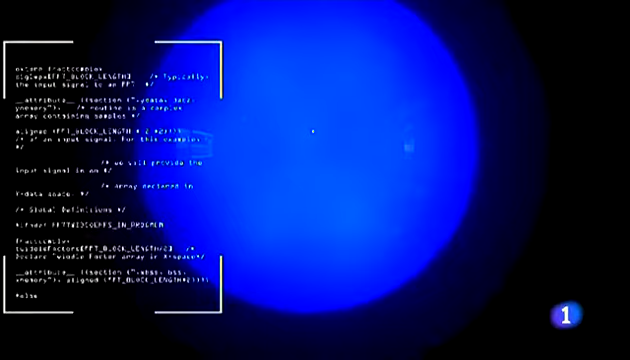 extern fractcomplex
sigCmpx[FFT_BLOCK_LENGTH] /* Typically,
the input signal to an FFT */
__attribute__ ((section (".ydata, data,
ymemory"), /* routine is a complex
array containing samples */
aligned (FFT_BLOCK_LENGTH * 2 *2)))
/* of an input signal. For this example,
*/
/* we will provide the
input signal in an */
/* array declared in
Y-data space. */
/* Global Definitions */
#ifndef FFTTWIDCOEFFS_IN_PROGMEM
fractcomplex
twiddleFactors[FFT_BLOCK_LENGTH/2] /*
Declare Twiddle Factor array in X-space*/
__attribute__ ((section (".xbss, bss,
xmemory"), aligned (FFT_BLOCK_LENGTH*2)))
#else
1